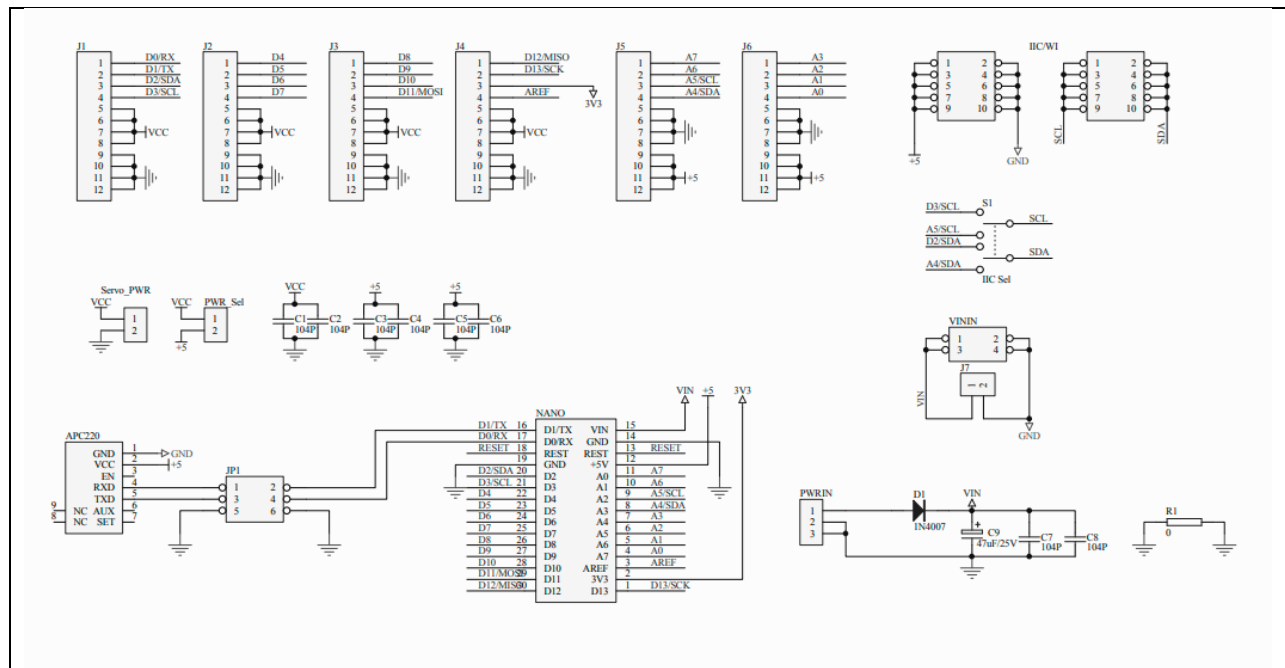 J1
1 D0/RX
2 D1/TX
3 D2/SDA
4 D3/SCL
5
6
7 VCC
8
9
10
11
12
J2
1 D4
2 D5
3 D6
4 D7
5
6
7 VCC
8
9
10
11
12
J3
1 D8
2 D9
3 D10
4 D11/MOSI
5
6
7 VCC
8
9
10
11
12
J4
1 D12/MISO
2 D13/SCK
3 3V3
4 AREF
5
6
7 VCC
8
9
10
11
12
J5
1 A7
2 A6
3 A5/SCL
4 A4/SDA
5
6
7
8
9
10
11 +5
12
J6
1 A3
2 A2
3 A1
4 A0
5
6
7
8
9
10
11 +5
12
IIC/WI
1 2
3 4
5 6
7 8
9 10
+5 GND
1 2
3 4
5 6
7 8
9 10
SCL SDA
D3/SCL S1
SCL
A5/SCL
D2/SDA
SDA
A4/SDA
IIC Sel
Servo_PWR
VCC
1
2
PWR_Sel
VCC
1
2
+5
VCC
C1 C2
104P 104P
+5
C3 C4
104P 104P
+5
C5 C6
104P 104P
VININ
1 2
3 4
J7
1 2
VIN
GND
APC220
GND 1 GND
VCC 2 +5
EN 3
RXD 4
TXD 5
9 NC AUX 6
8 NC SET 7
JP1
1 2
3 4
5 6
VIN +5 3V3
NANO
D1/TX 16 D1/TX VIN 15
D0/RX 17 D0/RX GND 14
RESET 18 REST REST 13 RESET
19 GND +5V 12
D2/SDA 20 D2 A0 11 A7
D3/SCL 21 D3 A1 10 A6
D4 22 D4 A2 9 A5/SCL
D5 23 D5 A3 8 A4/SDA
D6 24 D6 A4 7 A3
D7 25 D7 A5 6 A2
D8 26 D8 A6 5 A1
D9 27 D9 A7 4 A0
D10 28 D10 AREF 3 AREF
D11/MOSI 29 D11 3V3 2
D12/MISO 30 D12 D13 1 D13/SCK
PWRIN
1
2
3
D1
1N4007
VIN
+
C9
47uF/25V
C7
104P
C8
104P
R1
0